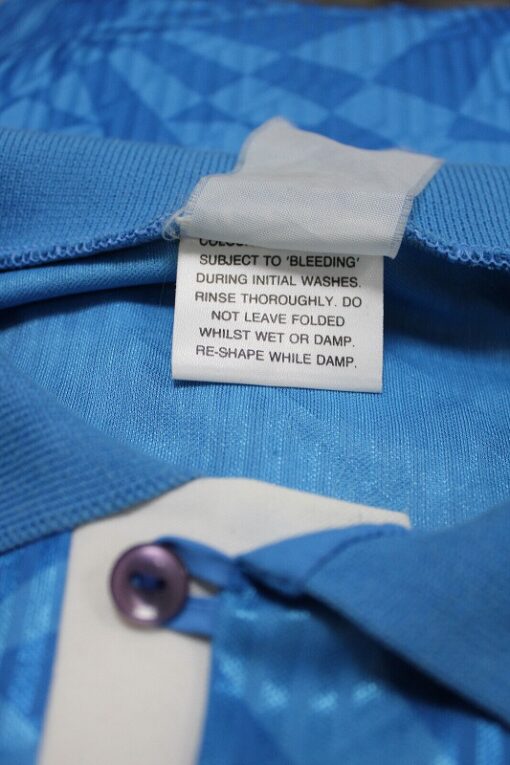 SUBJECT TO 'BLEEDING'
DURING INITIAL WASHES.
RINSE THOROUGHLY. DO
NOT LEAVE FOLDED
WHILST WET OR DAMP.
RE-SHAPE WHILE DAMP.